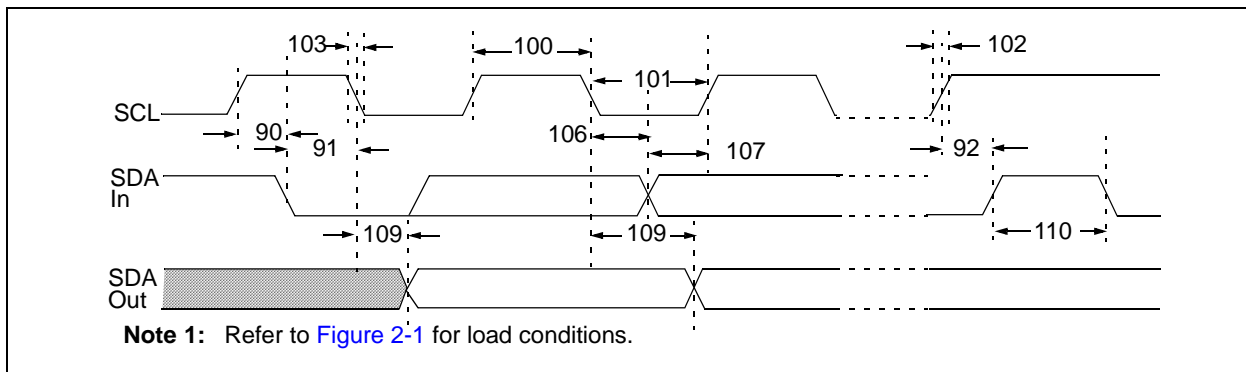 103
100
102
101
SCL
90
106
91
107
92
SDA
In
109
109
110
SDA
Out
Note 1: Refer to Figure 2-1 for load conditions.